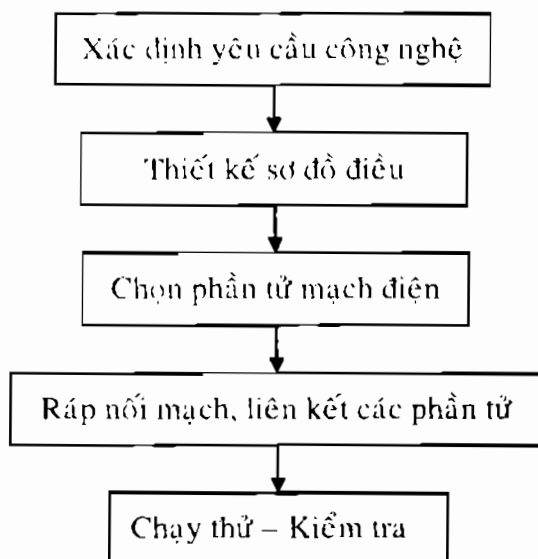 Xác định yêu cầu công nghệ
Thiết kế sơ đồ điều
Chọn phần tử mạch điện
Ráp nối mạch, liên kết các phần tử
Chạy thử – Kiểm tra